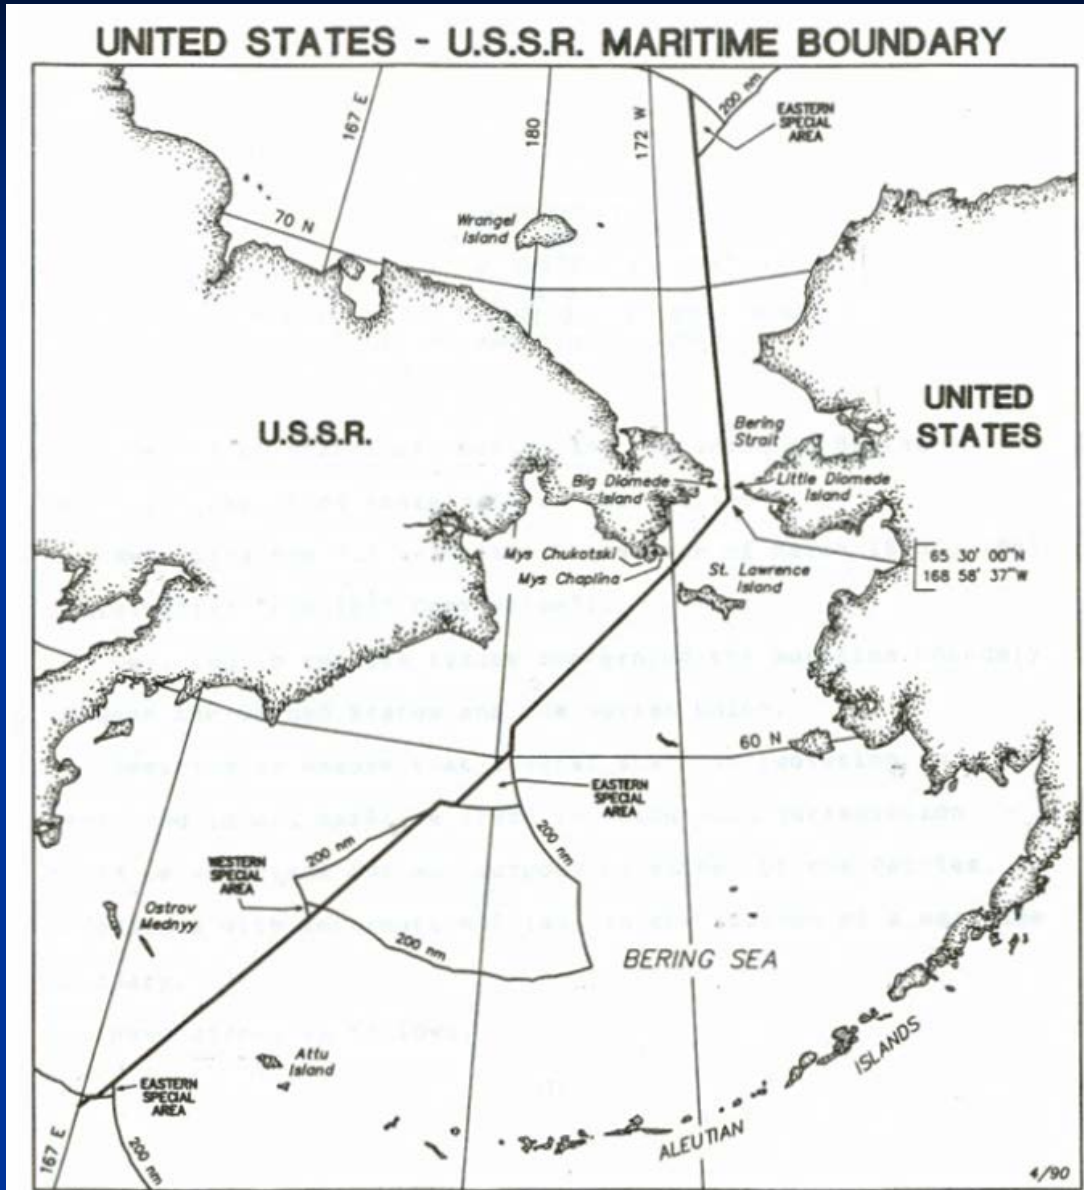 UNITED STATES - U.S.S.R. MARITIME BOUNDARY
167 E
180
172 W
200 nm
EASTERN
SPECIAL
AREA
70 N
Wrangel
Island
U.S.S.R.
UNITED
STATES
Bering
Strait
Big Diomede
Island
Little Diomede
Island
Mys Chukotski
Mys Chaplina
St. Lawrence
Island
65 30' 00"N
168 58' 37"W
60 N
EASTERN
SPECIAL
AREA
200 nm
200 nm
WESTERN
SPECIAL
AREA
200 nm
Ostrov
Mednyy
BERING SEA
Attu
Island
EASTERN
SPECIAL
AREA
167 E
200 nm
ALEUTIAN
ISLANDS
4/90